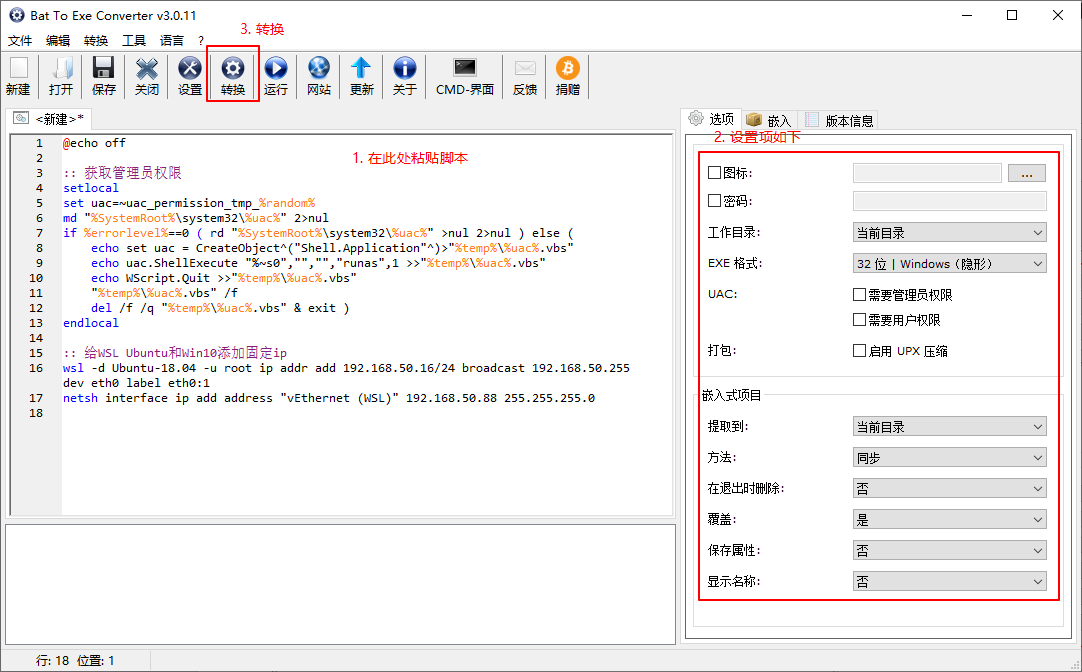 Bat To Exe Converter v3.0.11
文件 编辑 转换 工具 语言 ?
3. 转换
新建 打开 保存 关闭 设置 转换 运行 网站 更新 关于 CMD-界面 反馈 捐赠
<新建>*
选项 嵌入 版本信息
2. 设置项如下
1. 在此处粘贴脚本
1 @echo off
2
3 :: 获取管理员权限
4 setlocal
5 set uac=~uac_permission_tmp_%random%
6 md "%SystemRoot%\system32\%uac%" 2>nul
7 if %errorlevel%==0 ( rd "%SystemRoot%\system32\%uac%" >nul 2>nul ) else (
8 echo set uac = CreateObject^("Shell.Application"^)>"%temp%\%uac%.vbs"
9 echo uac.ShellExecute "%~s0","","","runas",1 >>"%temp%\%uac%.vbs"
10 echo WScript.Quit >>"%temp%\%uac%.vbs"
11 "%temp%\%uac%.vbs" /f
12 del /f /q "%temp%\%uac%.vbs" & exit )
13 endlocal
14
15 :: 给WSL Ubuntu和Win10添加固定ip
16 wsl -d Ubuntu-18.04 -u root ip addr add 192.168.50.16/24 broadcast 192.168.50.255
dev eth0 label eth0:1
17 netsh interface ip add address "vEthernet (WSL)" 192.168.50.88 255.255.255.0
18
图标: ...
密码:
工作目录: 当前目录
EXE 格式: 32 位 | Windows (隐形)
UAC: 需要管理员权限
需要用户权限
打包: 启用 UPX 压缩
嵌入式项目
提取到: 当前目录
方法: 同步
在退出时删除: 否
覆盖: 是
保存属性: 否
显示名称: 否
行: 18 位置: 1